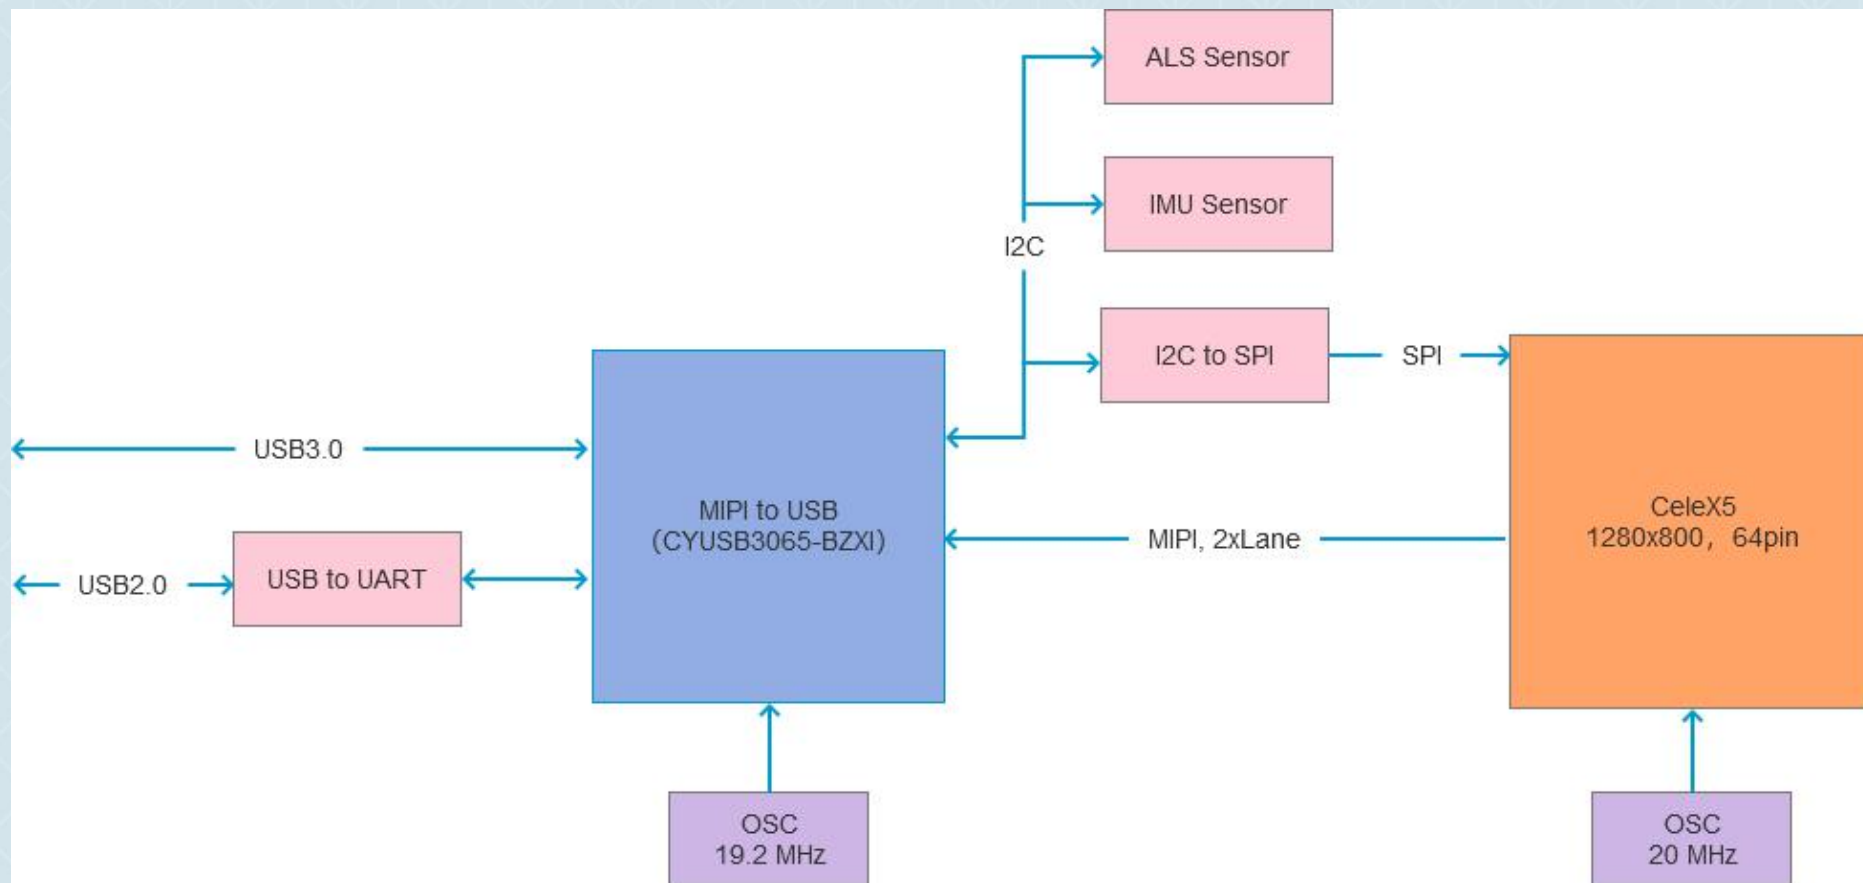 ALS Sensor
IMU Sensor
I2C
I2C to SPI
SPI
USB3.0
MIPI to USB
（CYUSB3065-BZXI）
MIPI, 2xLane
CeleX5
1280x800，64pin
USB2.0
USB to UART
OSC
19.2 MHz
OSC
20 MHz